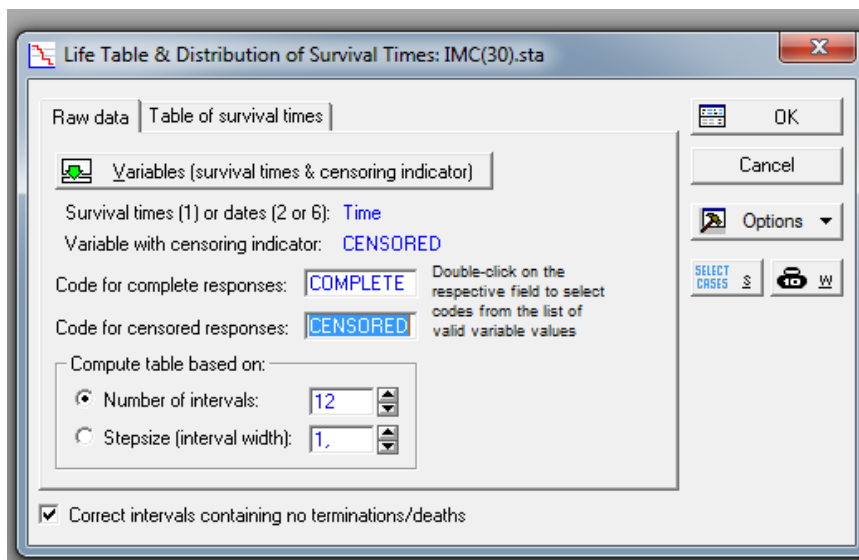 Life Table & Distribution of Survival Times: IMC(30).sta
Raw data
Table of survival times
Variables (survival times & censoring indicator)
Survival times (1) or dates (2 or 6): Time
Variable with censoring indicator: CENSORED
Code for complete responses: COMPLETE
Code for censored responses: CENSORED
Double-click on the
respective field to select
codes from the list of
valid variable values
Compute table based on:
Number of intervals: 12
Stepsize (interval width): 1,
Correct intervals containing no terminations/deaths
OK
Cancel
Options
SELECT
CASES S
W